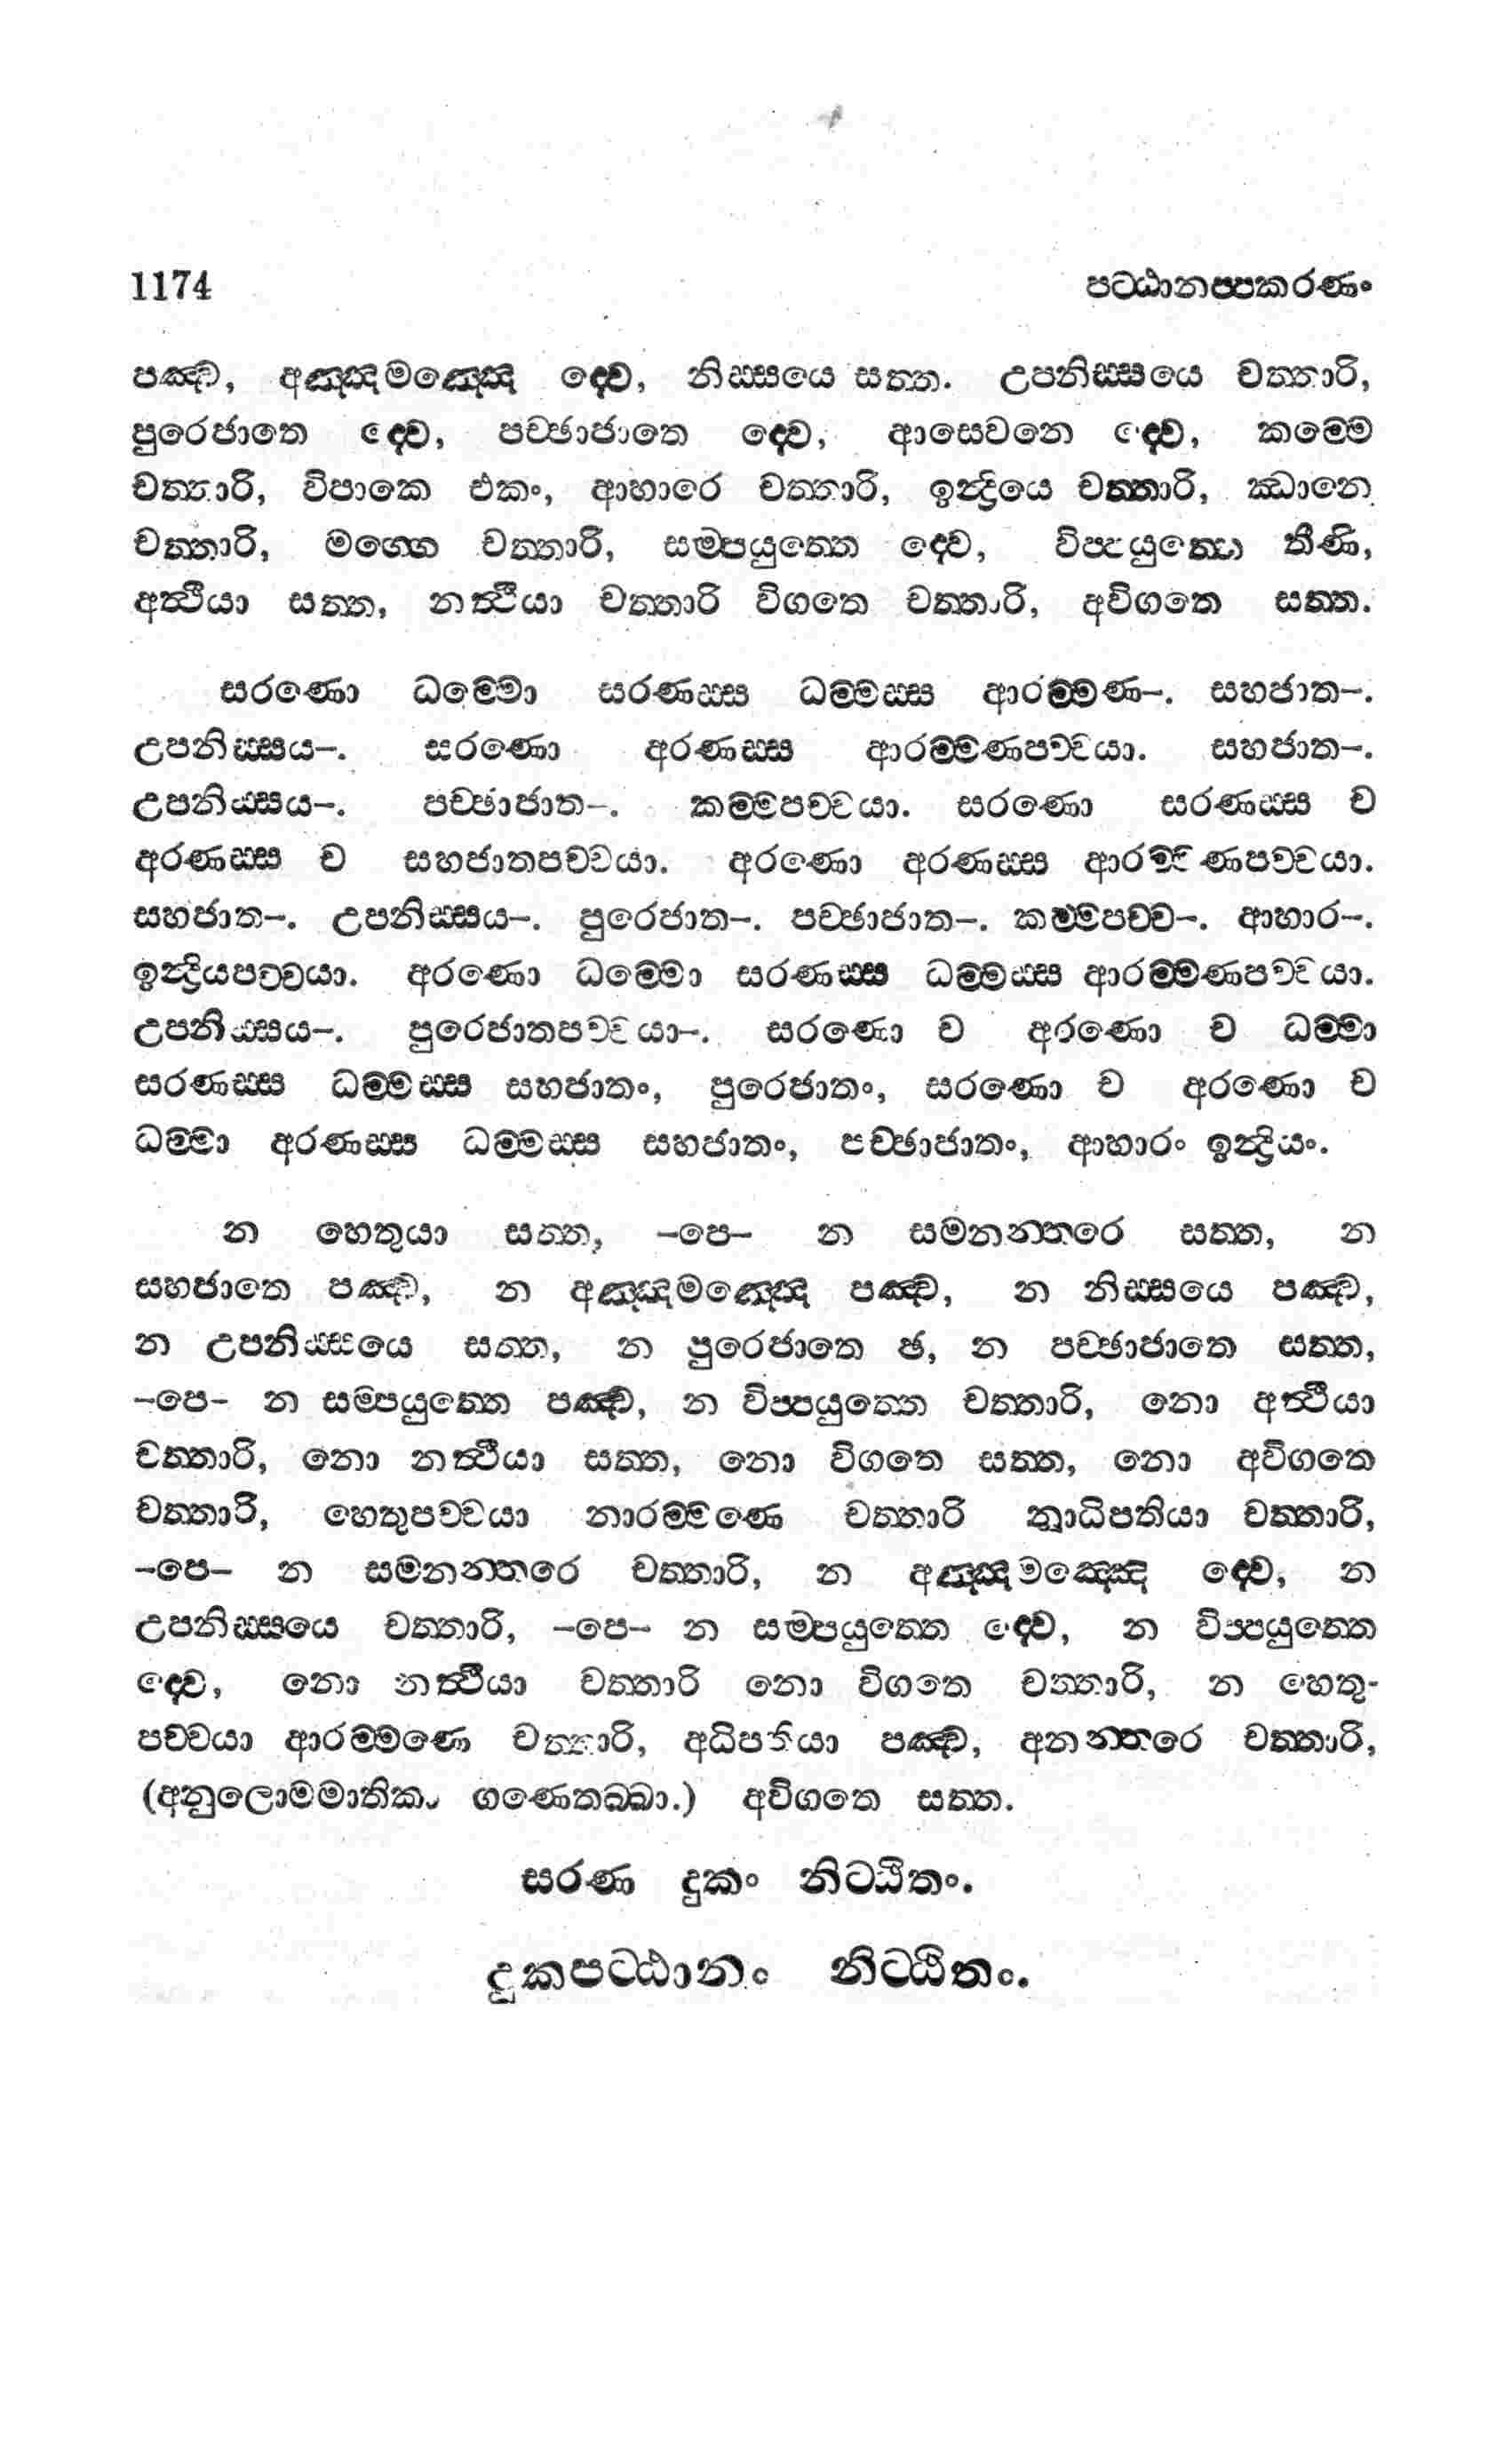 1174 පට්ඨානප්පකරණං
පඤ්ච, අඤ්ඤමඤ්ඤෙ ද්වෙ, නිස්සයෙ සත්ත. උපනිස්සයෙ චත්තාරි,
පුරෙජාතෙ ද්වෙ, පච්ඡාජාතෙ ද්වෙ, ආසෙවනෙ ද්වෙ, කම්මෙ
චත්තාරි, විපාකෙ එකං, ආහාරෙ චත්තාරි, ඉන්ද්‍රියෙ චත්තාරි, ඣානෙ
චත්තාරි, මග්ගෙ චත්තාරි, සම්පයුත්තෙ ද්වෙ, විප්පයුත්තෙ තීණි,
අත්ථියා සත්ත, නත්ථියා චත්තාරි විගතෙ චත්තාරි, අවිගතෙ සත්ත.
සරණො ධම්මො සරණස්ස ධම්මස්ස ආරම්මණ-. සහජාත-.
උපනිස්සය-. සරණො අරණස්ස ආරම්මණපච්චයා. සහජාත-.
උපනිස්සය-. පච්ඡාජාත-. කම්මපච්චයා. සරණො සරණස්ස ච
අරණස්ස ච සහජාතපච්චයා. අරණො අරණස්ස ආරම්මණපච්චයා.
සහජාත-. උපනිස්සය-. පුරෙජාත-. පච්ඡාජාත-. කම්මපච්ච-. ආහාර-.
ඉන්ද්‍රියපච්චයා. අරණො ධම්මො සරණස්ස ධම්මස්ස ආරම්මණපච්චයා.
උපනිස්සය-. පුරෙජාතපච්චයා-. සරණො ච අරණො ච ධම්මා
සරණස්ස ධම්මස්ස සහජාතං, පුරෙජාතං, සරණො ච අරණො ච
ධම්මා අරණස්ස ධම්මස්ස සහජාතං, පච්ඡාජාතං, ආහාරං ඉන්ද්‍රියං.
න හෙතුයා සත්ත, -පෙ- න සමනන්තරෙ සත්ත, න
සහජාතෙ පඤ්ච, න අඤ්ඤමඤ්ඤෙ පඤ්ච, න නිස්සයෙ පඤ්ච,
න උපනිස්සයෙ සත්ත, න පුරෙජාතෙ ඡ, න පච්ඡාජාතෙ සත්ත,
-පෙ- න සම්පයුත්තෙ පඤ්ච, න විප්පයුත්තෙ චත්තාරි, නො අත්ථියා
චත්තාරි, නො නත්ථියා සත්ත, නො විගතෙ සත්ත, නො අවිගතෙ
චත්තාරි, හෙතුපච්චයා නාරම්මණෙ චත්තාරි නාධිපතියා චත්තාරි,
-පෙ- න සමනන්තරෙ චත්තාරි, න අඤ්ඤමඤ්ඤෙ ද්වෙ, න
උපනිස්සයෙ චත්තාරි, -පෙ- න සම්පයුත්තෙ ද්වෙ, න විප්පයුත්තෙ
ද්වෙ, නො නත්ථියා චත්තාරි නො විගතෙ චත්තාරි, න හෙතු-
පච්චයා ආරම්මණෙ චත්තාරි, අධිපතියා පඤ්ච, අනන්තරෙ චත්තාරි,
(අනුලොමමාතිකා ගණෙතබ්බා.) අවිගතෙ සත්ත.
සරණ දුකං නිට්ඨිතං.
දුකපට්ඨානං නිට්ඨිතං.